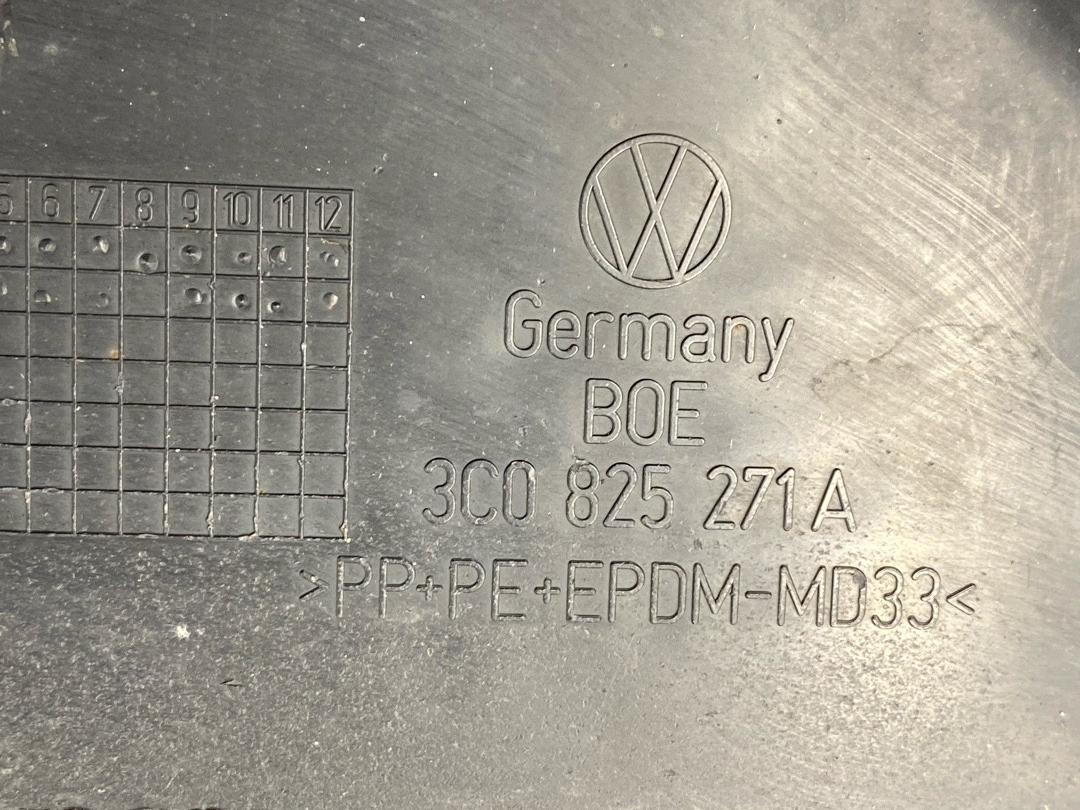 5 6 7 8 9 10 11 12
Germany
BOE
3C0 825 271 A
>PP+PE+EPDM-MD33<